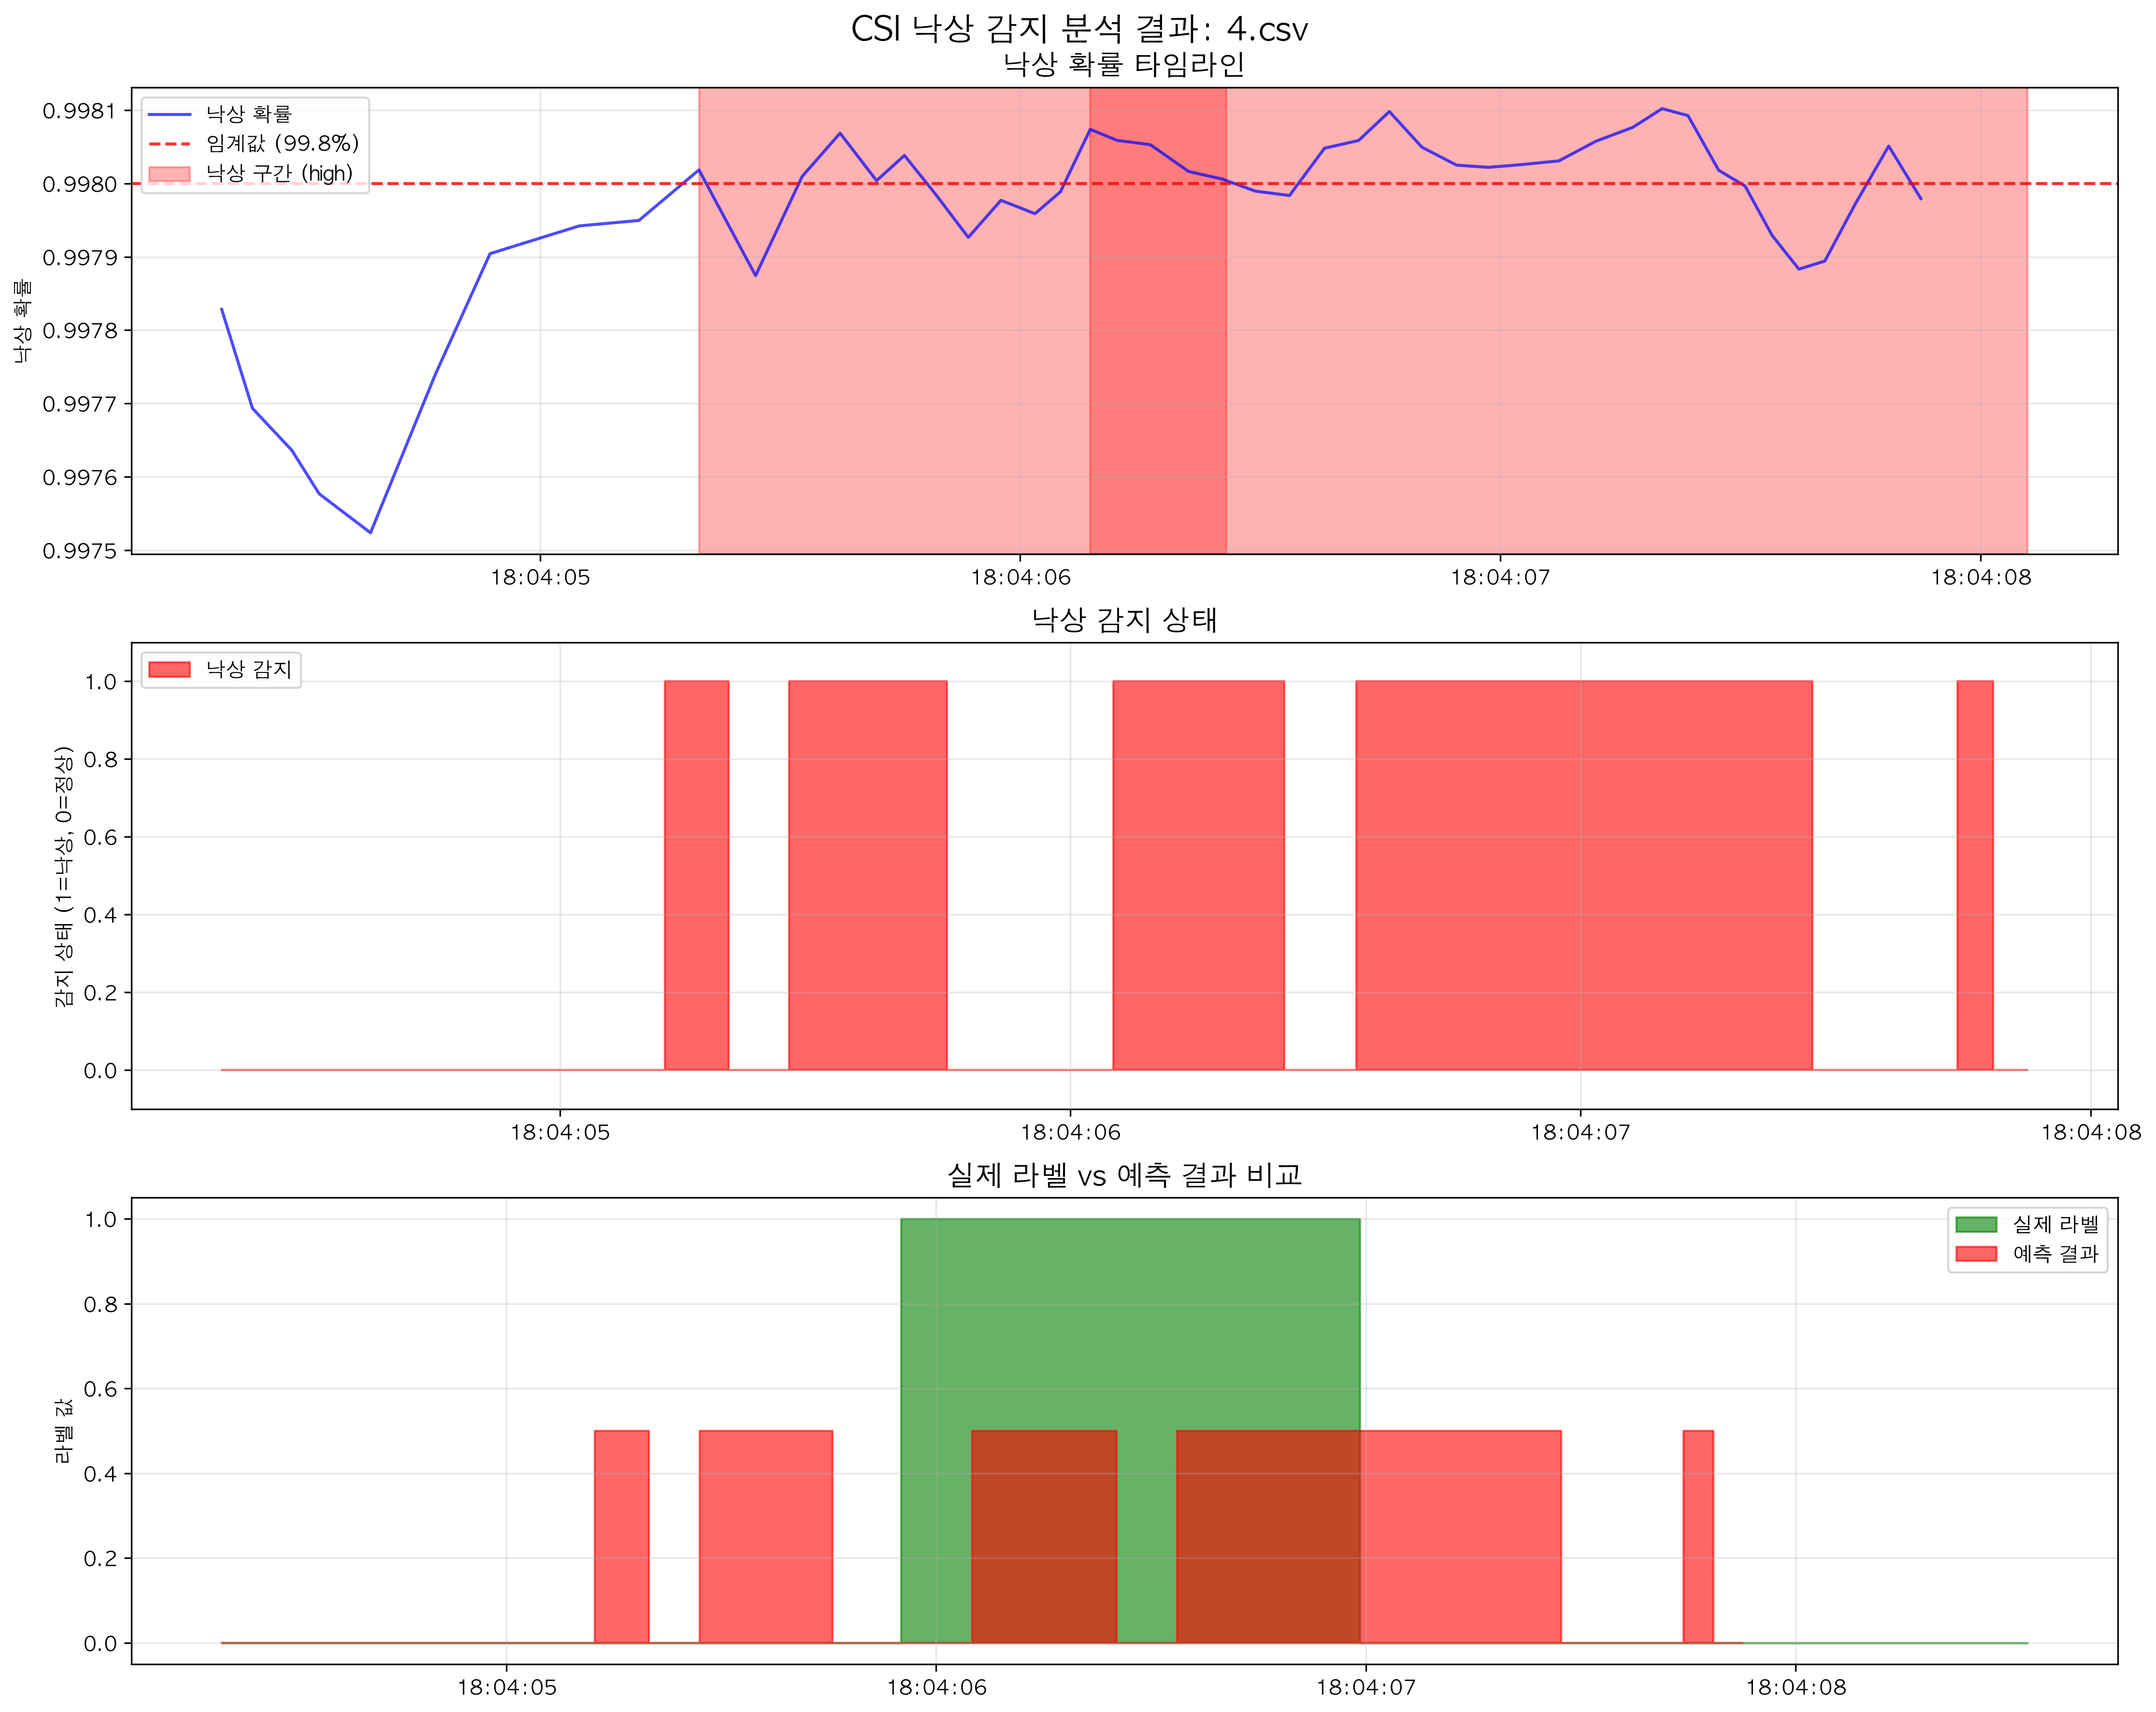 CSI 낙상 감지 분석 결과: 4.csv
낙상 확률 타임라인
낙상 확률
임계값 (99.8%)
낙상 구간 (high)
낙상 확률
0.9981
0.9980
0.9979
0.9978
0.9977
0.9976
0.9975
18:04:05 18:04:06 18:04:07 18:04:08
낙상 감지 상태
낙상 감지
감지 상태 (1=낙상, 0=정상)
1.0
0.8
0.6
0.4
0.2
0.0
18:04:05 18:04:06 18:04:07 18:04:08
실제 라벨 vs 예측 결과 비교
실제 라벨
예측 결과
라벨 값
1.0
0.8
0.6
0.4
0.2
0.0
18:04:05 18:04:06 18:04:07 18:04:08